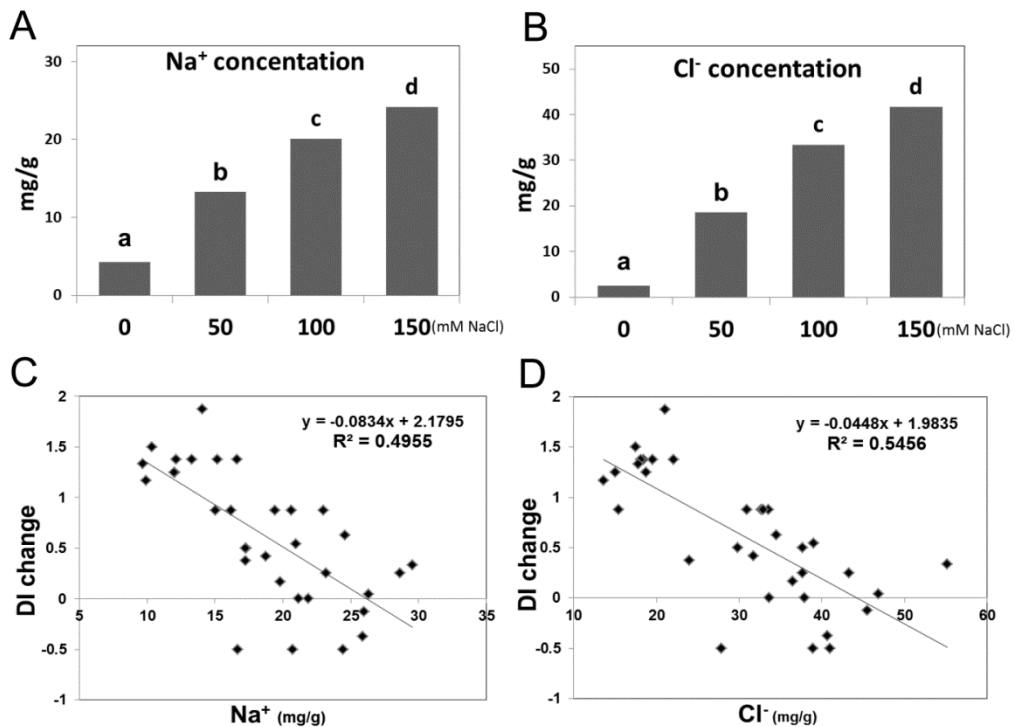 A
Na⁺ concentration
mg/g
30
20
10
0
a
b
c
d
0 50 100 150 (mM NaCl)
B
Cl⁻ concentration
mg/g
50
40
30
20
10
0
a
b
c
d
0 50 100 150 (mM NaCl)
C
DI change
2
1.5
1
0.5
0
-0.5
-1
y = -0.0834x + 2.1795
R² = 0.4955
5 10 15 20 25 30 35
Na⁺ (mg/g)
D
DI change
2
1.5
1
0.5
0
-0.5
-1
y = -0.0448x + 1.9835
R² = 0.5456
10 20 30 40 50 60
Cl⁻ (mg/g)